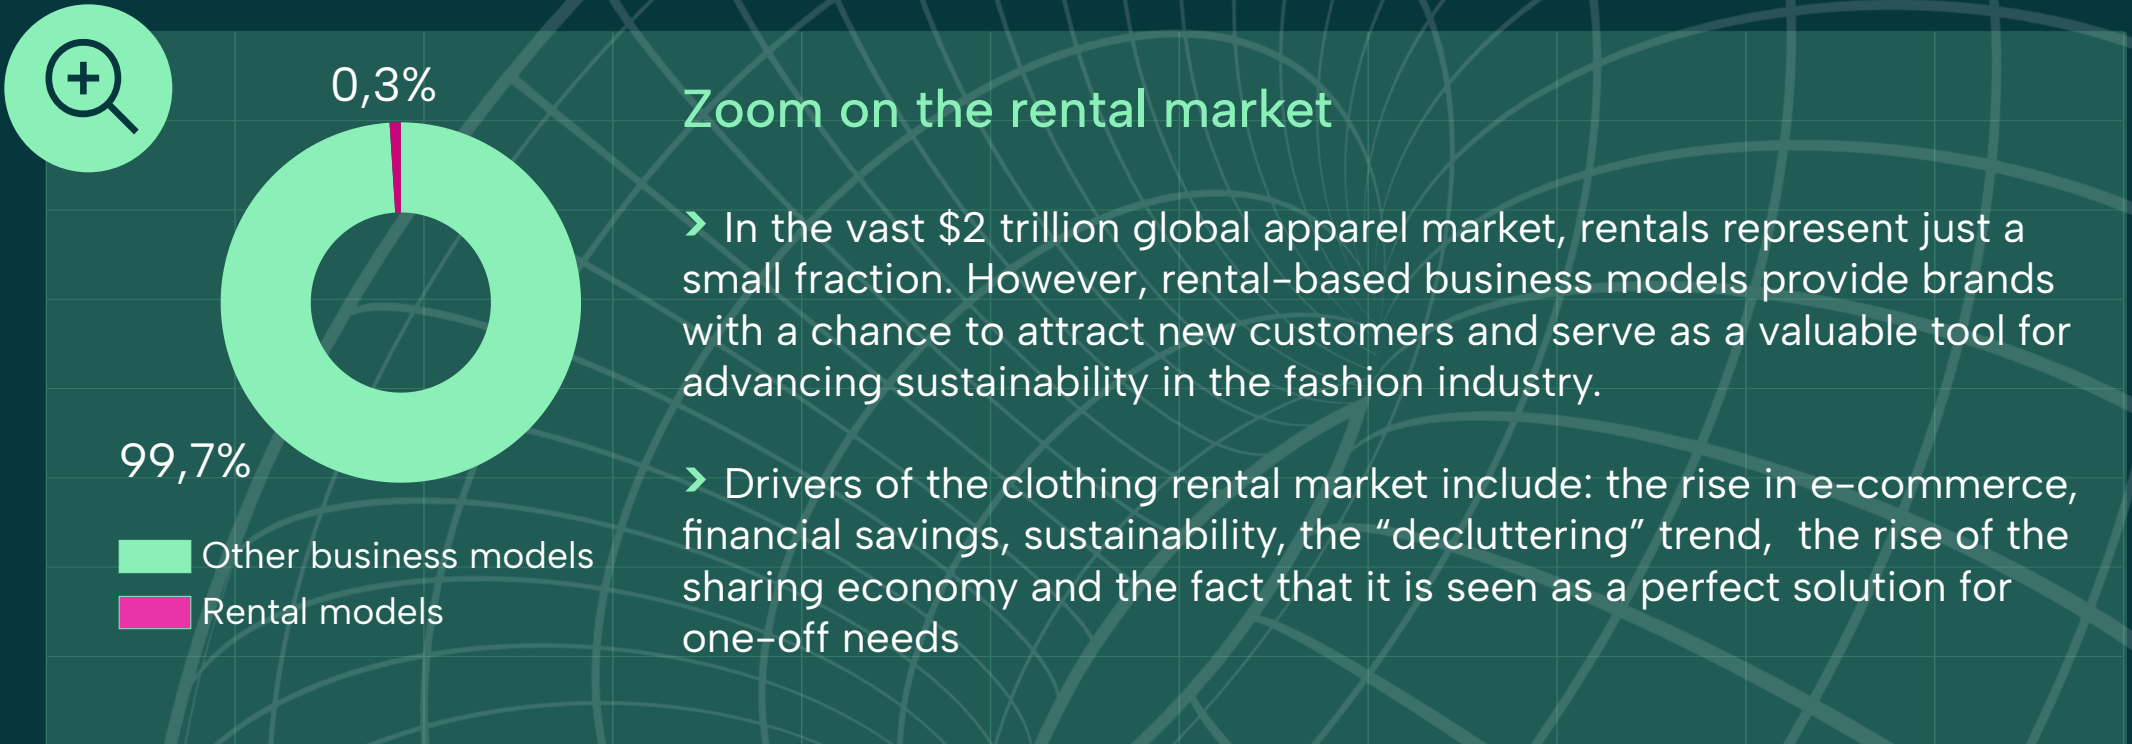 0,3%
99,7%
Other business models
Rental models
Zoom on the rental market
> In the vast $2 trillion global apparel market, rentals represent just a
small fraction. However, rental-based business models provide brands
with a chance to attract new customers and serve as a valuable tool for
advancing sustainability in the fashion industry.
> Drivers of the clothing rental market include: the rise in e-commerce,
financial savings, sustainability, the “decluttering” trend,  the rise of the
sharing economy and the fact that it is seen as a perfect solution for
one-off needs